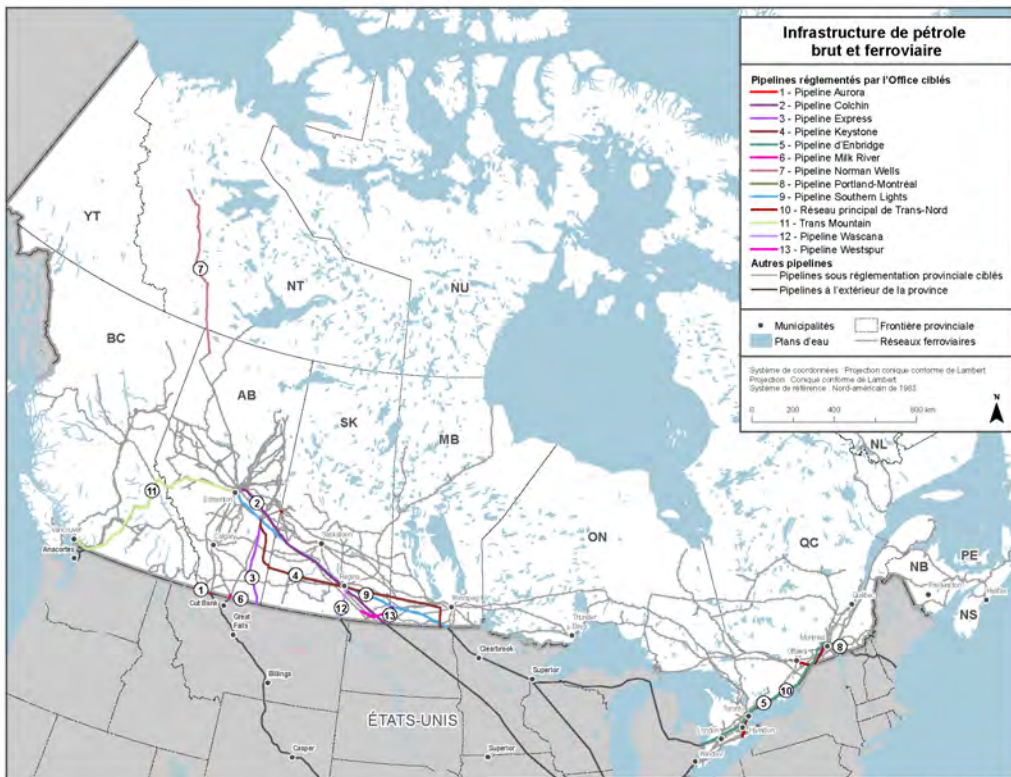 Infrastructure de pétrole
brut et ferroviaire
Pipelines réglementés par l'Office ciblés
1 - Pipeline Aurora
2 - Pipeline Colchin
3 - Pipeline Express
4 - Pipeline Keystone
5 - Pipeline d'Enbridge
6 - Pipeline Milk River
7 - Pipeline Norman Wells
8 - Pipeline Portland-Montréal
9 - Pipeline Southern Lights
10 - Réseau principal de Trans-Nord
11 - Trans Mountain
12 - Pipeline Wascana
13 - Pipeline Westspur
Autres pipelines
Pipelines sous réglementation provinciale ciblés
Pipelines à l'extérieur de la province
Municipalités
Frontière provinciale
Plans d'eau
Réseaux ferroviaires
Système de coordonnées : Projection conique conforme de Lambert
Projection : Conique conforme de Lambert
Système de référence : Nord-américain de 1983
0 200 400 800 km
N
YT
NT
NU
BC
AB
SK
MB
ON
QC
NL
NB
PE
NS
7
11
2
3
4
9
1
6
12
13
5
10
8
Edmonton
Calgary
Saskatoon
Regina
Winnipeg
Vancouver
Anacortes
Cut Bank
Great
Falls
Billings
Casper
Clearbrook
Superior
Superior
Thunder
Bay
Ottawa
Montréal
Québec
Fredericton
Halifax
Toronto
Hamilton
London
Windsor
ÉTATS-UNIS